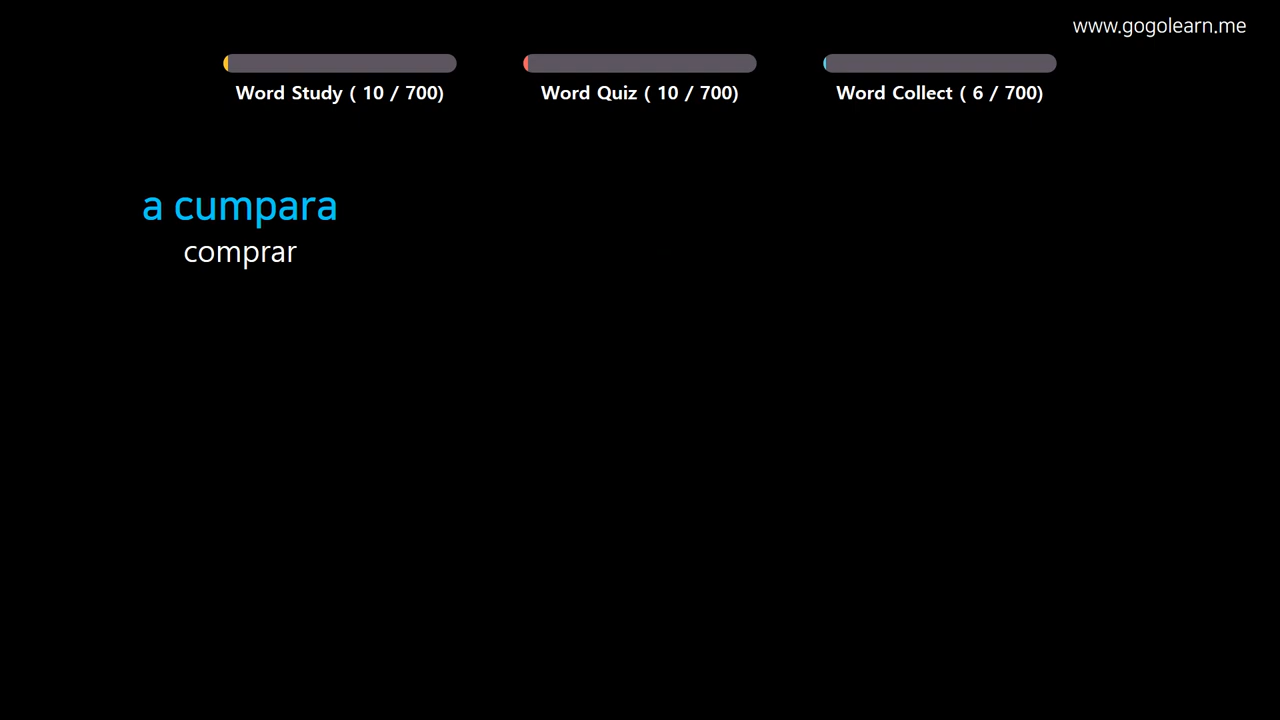 www.gogolearn.me
Word Study ( 10 / 700)
Word Quiz ( 10 / 700)
Word Collect ( 6 / 700)
a cumpara
comprar